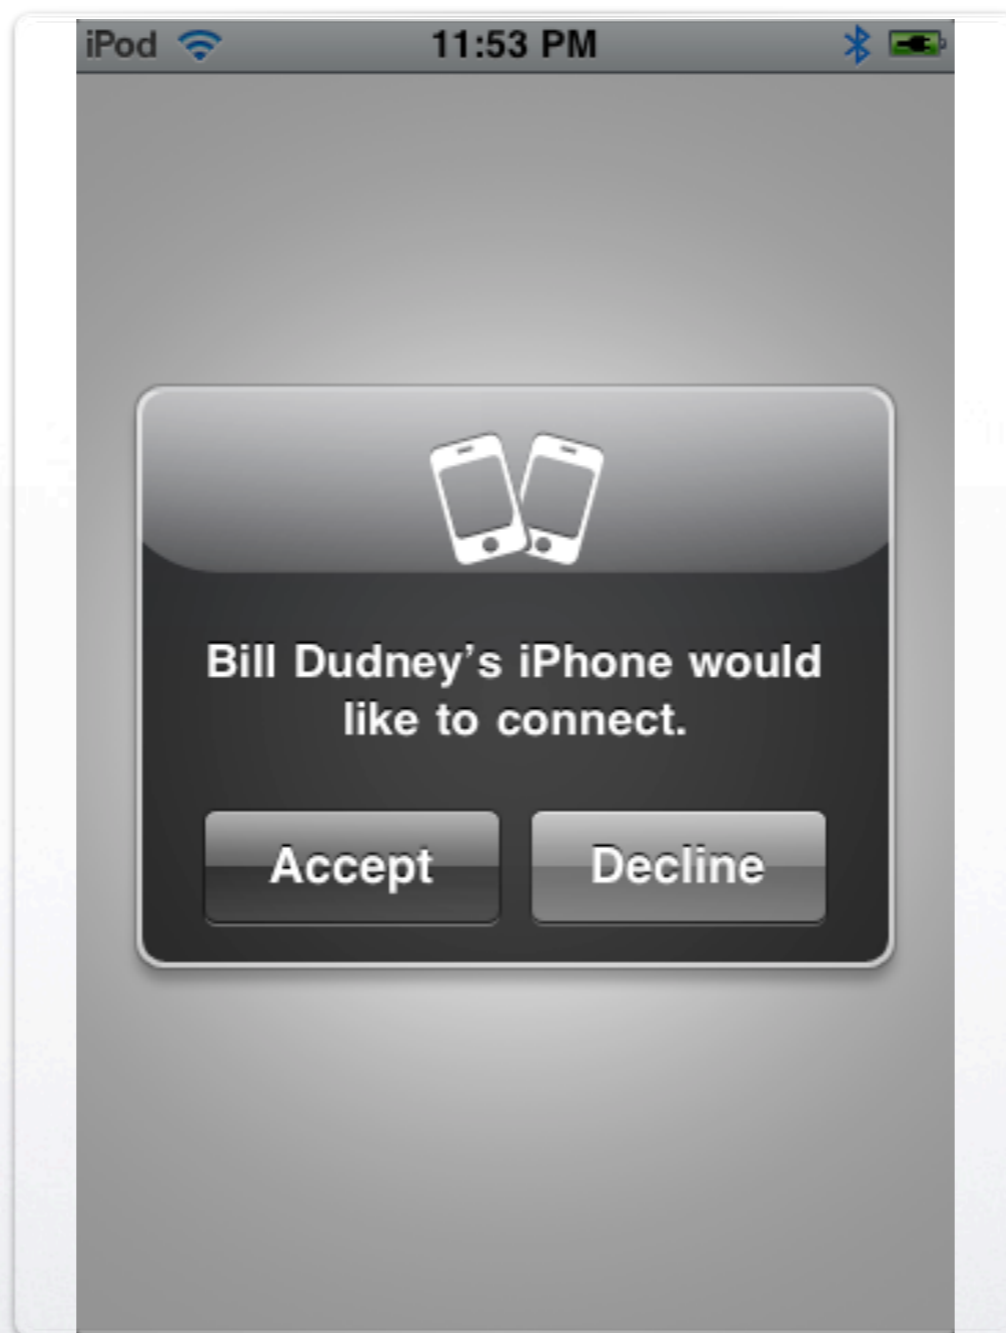 iPod 11:53 PM
Bill Dudney’s iPhone would
like to connect.
Accept Decline